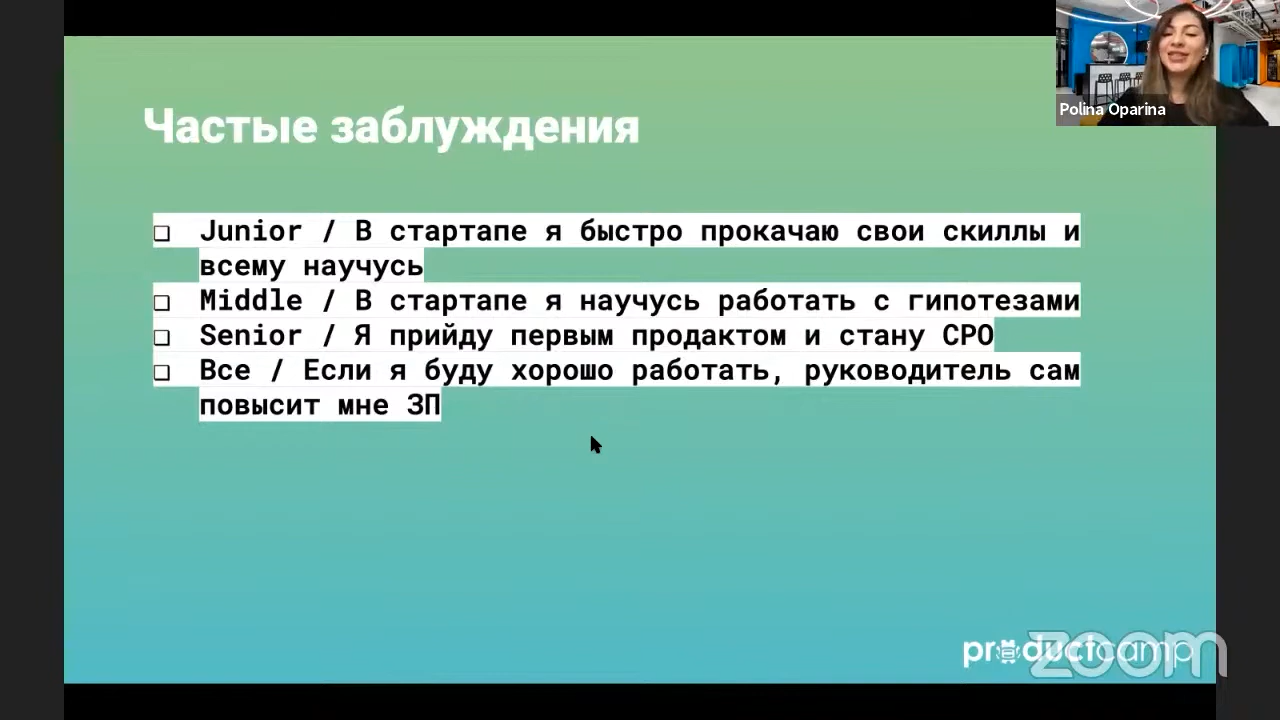 Polina Oparina
Частые заблуждения
❏ Junior / В стартапе я быстро прокачаю свои скиллы и
всему научусь
❏ Middle / В стартапе я научусь работать с гипотезами
❏ Senior / Я прийду первым продактом и стану CPO
❏ Все / Если я буду хорошо работать, руководитель сам
повысит мне ЗП
productcamp
zoom